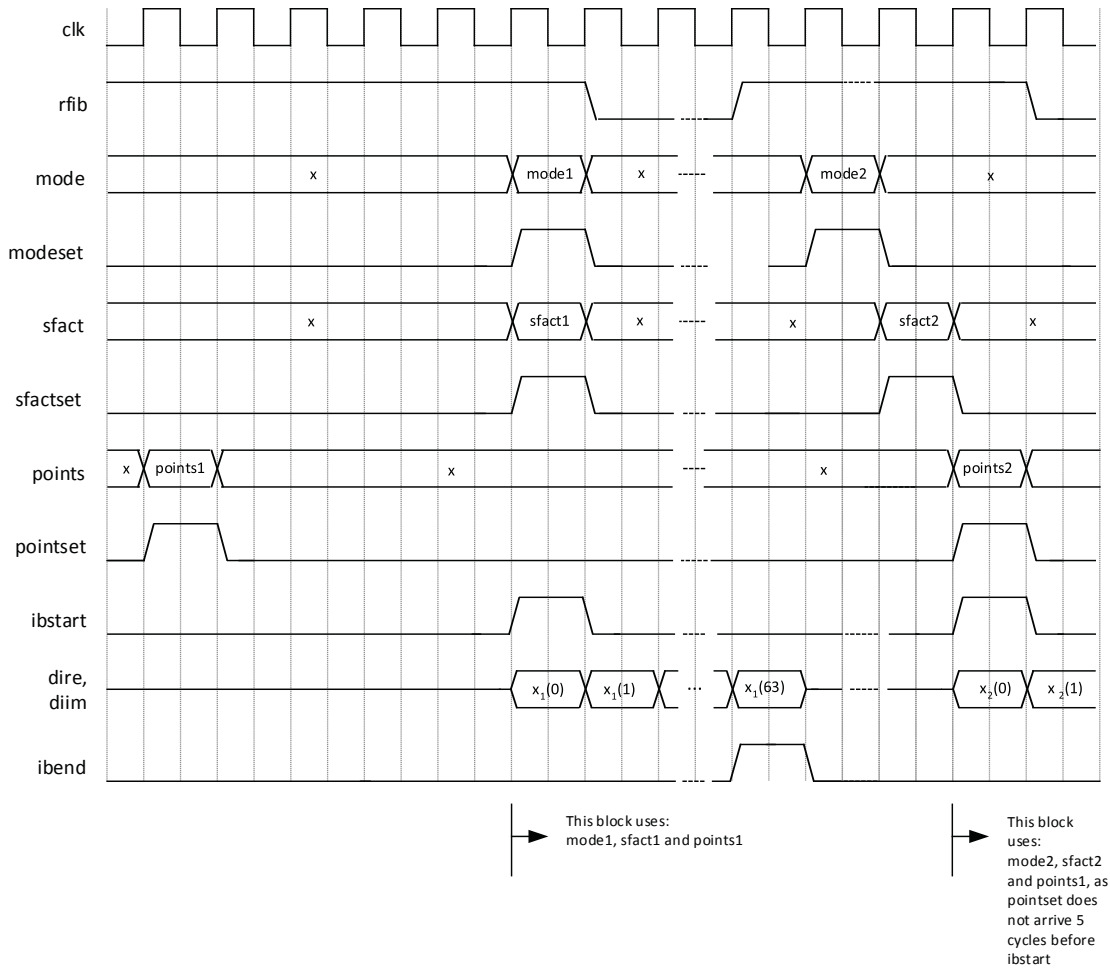 clk
rfib
mode
x
mode1
x
mode2
x
modeset
sfact
x
sfact1
x
x
sfact2
x
sfactset
points
x
points1
x
x
points2
pointset
ibstart
dire,
diim
x₁(0)
x₁(1)
...
x₁(63)
x₂(0)
x₂(1)
ibend
This block uses:
mode1, sfact1 and points1
This block
uses:
mode2, sfact2
and points1, as
pointset does
not arrive 5
cycles before
ibstart